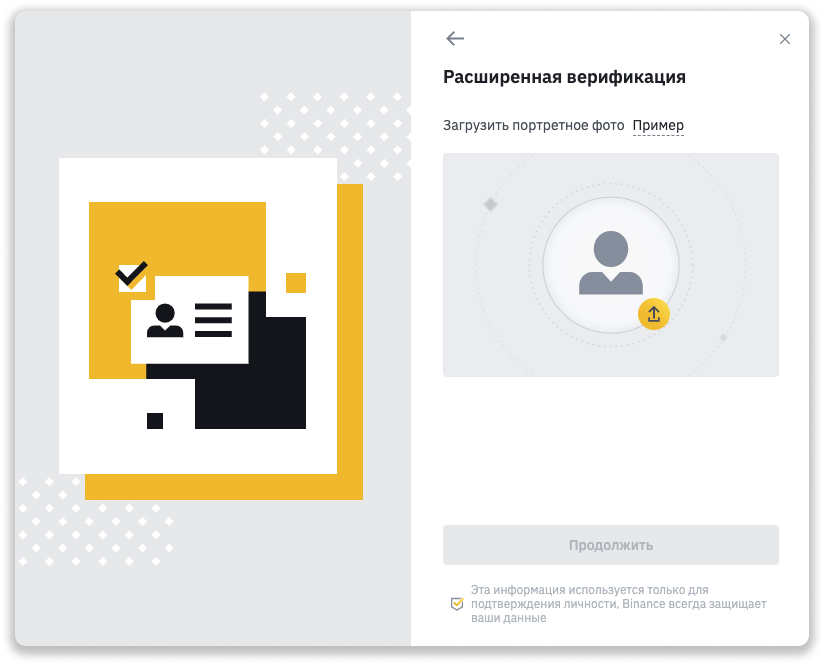 Расширенная верификация
Загрузить портретное фото Пример
Продолжить
Эта информация используется только для
подтверждения личности, Binance всегда защищает
ваши данные